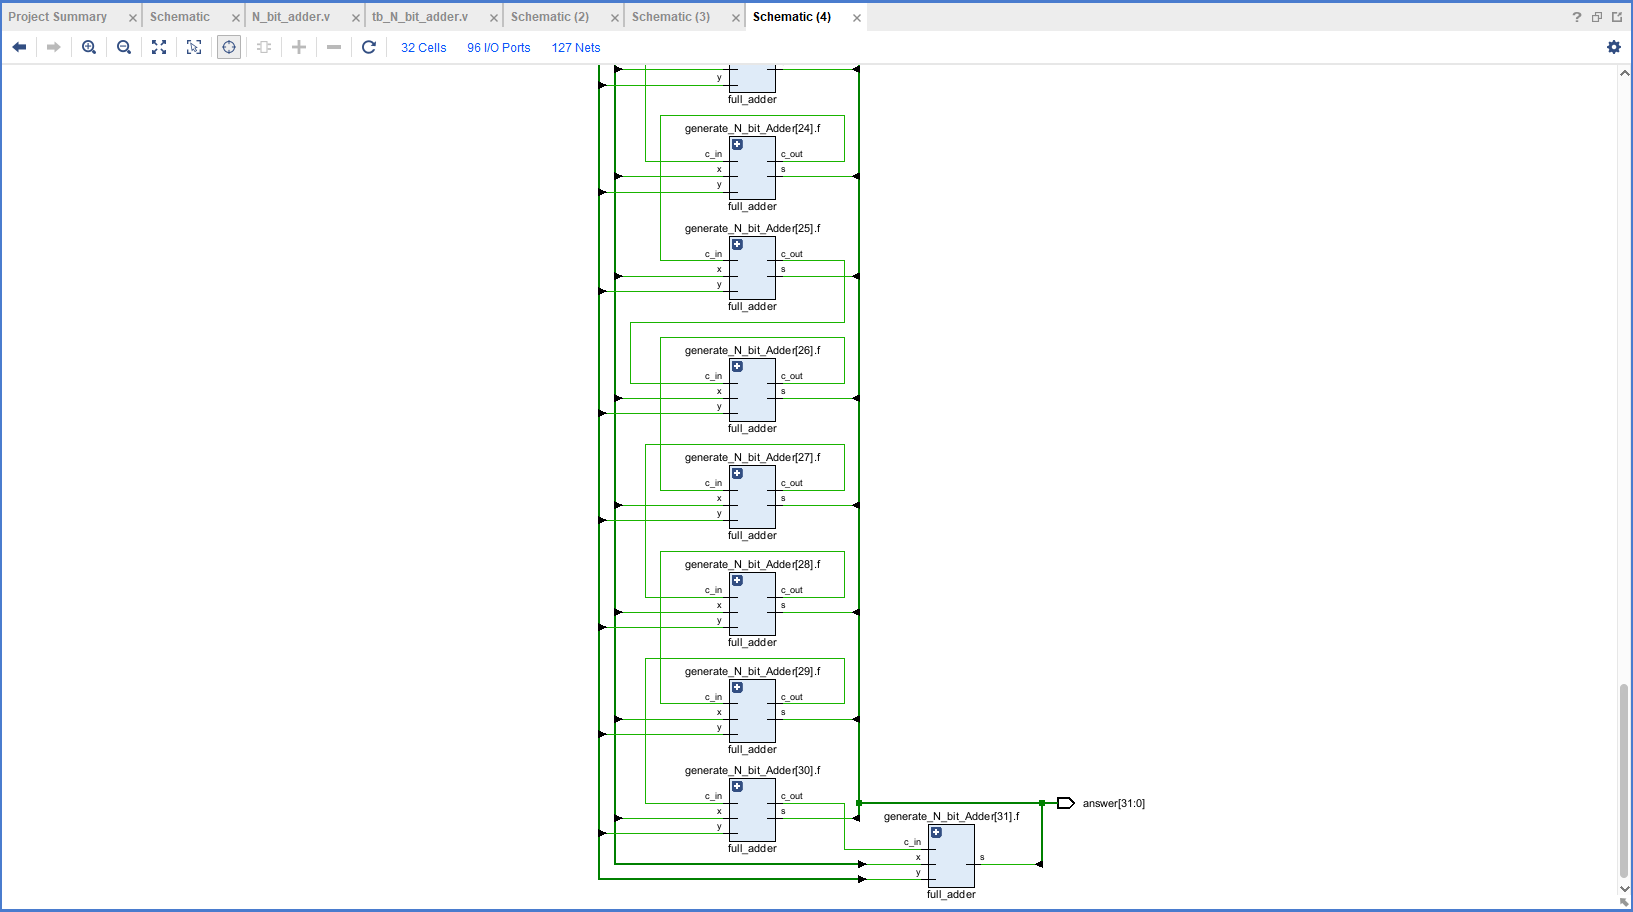 Project Summary × Schematic × N_bit_adder.v × tb_N_bit_adder.v × Schematic (2) × Schematic (3) × Schematic (4) ×
?
32 Cells 96 I/O Ports 127 Nets
y
full_adder
generate_N_bit_Adder[24].f
c_in c_out
x s
y
full_adder
generate_N_bit_Adder[25].f
c_in c_out
x s
y
full_adder
generate_N_bit_Adder[26].f
c_in c_out
x s
y
full_adder
generate_N_bit_Adder[27].f
c_in c_out
x s
y
full_adder
generate_N_bit_Adder[28].f
c_in c_out
x s
y
full_adder
generate_N_bit_Adder[29].f
c_in c_out
x s
y
full_adder
generate_N_bit_Adder[30].f
c_in c_out
x s
y
full_adder
answer[31:0]
generate_N_bit_Adder[31].f
c_in
x s
y
full_adder